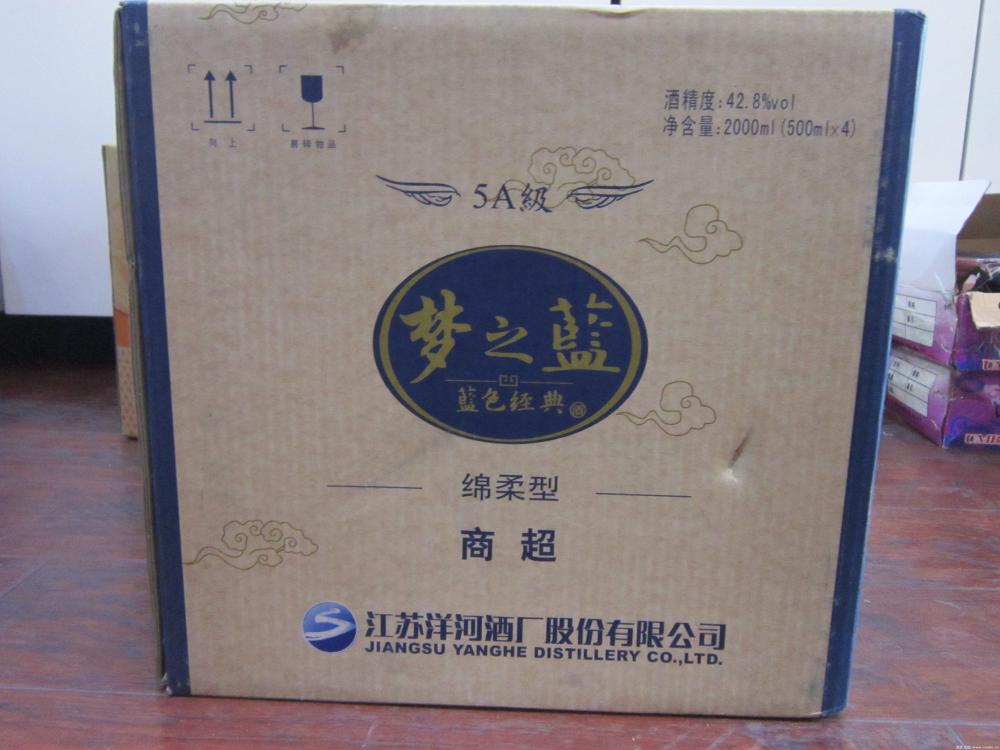 向上
易碎物品
酒精度:42.8%vol
净含量:2000ml(500ml×4)
5A級
梦之藍
藍色經典
酒
绵柔型
商 超
江苏洋河酒厂股份有限公司
JIANGSU YANGHE DISTILLERY CO.,LTD.